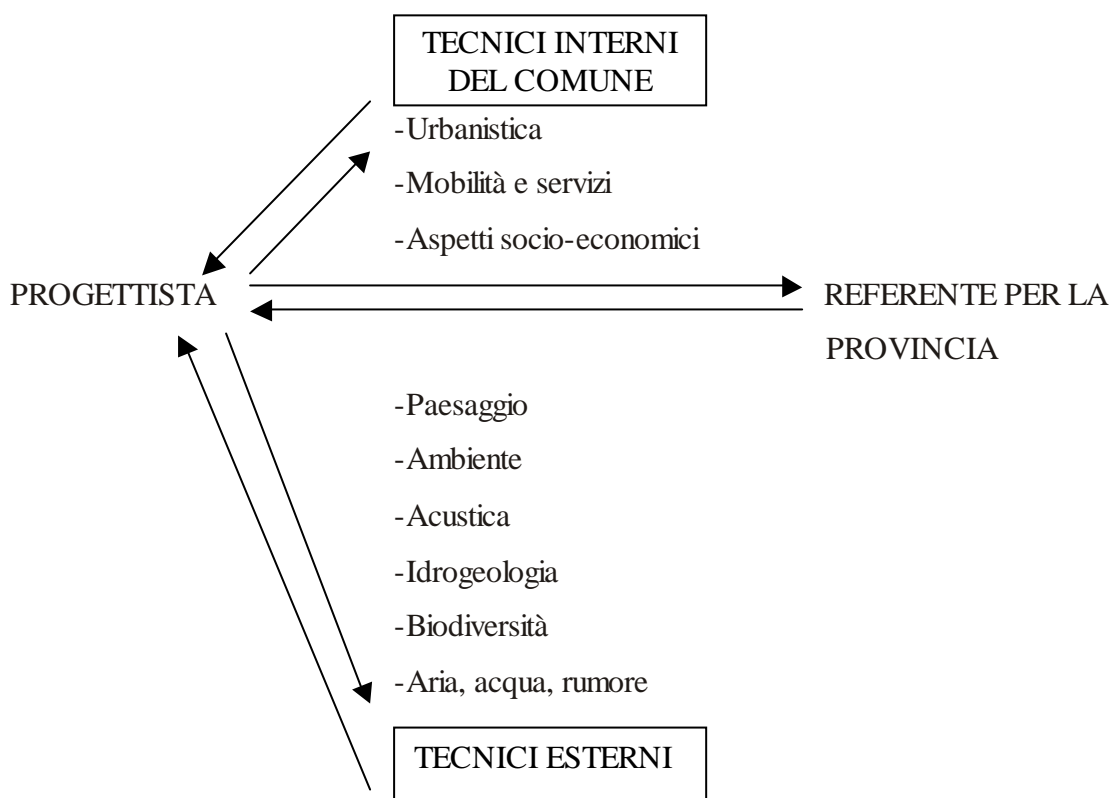 TECNICI INTERNI
DEL COMUNE
-Urbanistica
-Mobilità e servizi
-Aspetti socio-economici
PROGETTISTA
REFERENTE PER LA
PROVINCIA
-Paesaggio
-Ambiente
-Acustica
-Idrogeologia
-Biodiversità
-Aria, acqua, rumore
TECNICI ESTERNI